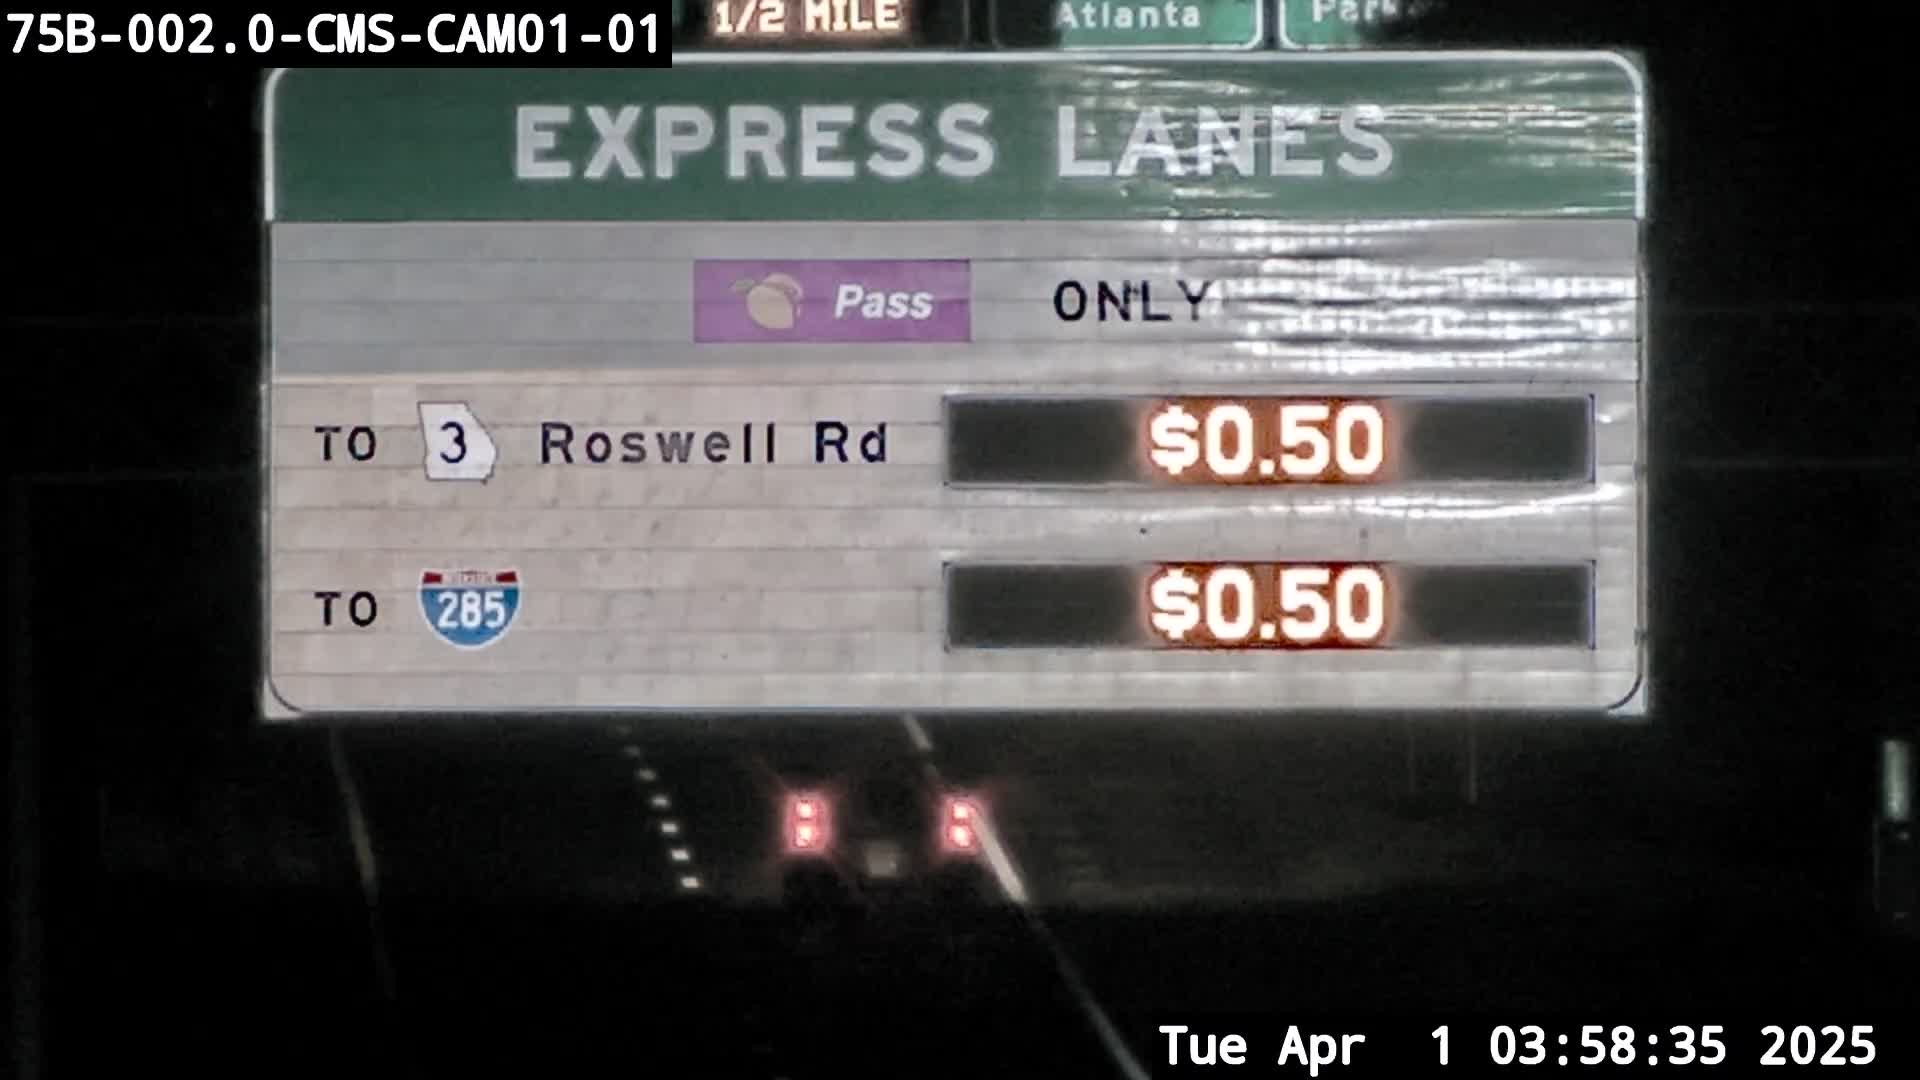 75B-002.0-CMS-CAM01-01
1/2 MILE
Atlanta
EXPRESS LANES
Pass ONLY
TO 3 Roswell Rd $0.50
TO 285 $0.50
Tue Apr 1 03:58:35 2025